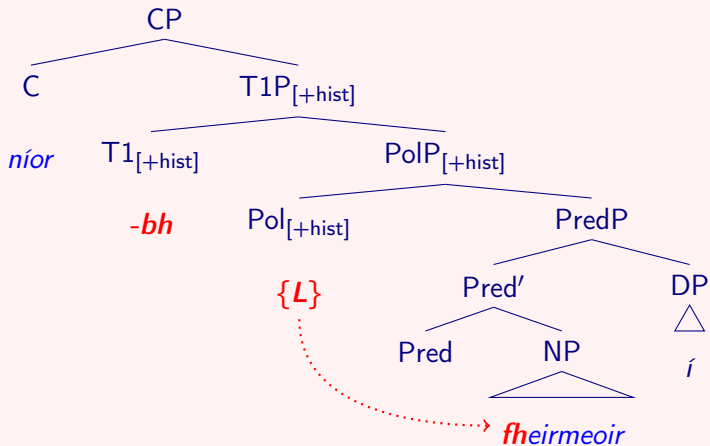 CP
C T1P[+hist]
níor T1[+hist] PolP[+hist]
-bh Pol[+hist] PredP
{L} Pred′ DP
Pred NP í
fheirmeoir